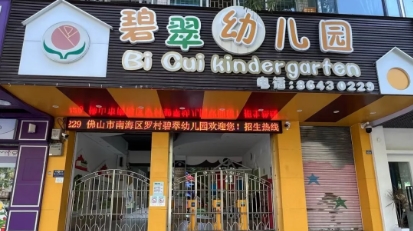 碧翠幼儿园
Bi Cui kindergarten
电话:86430229
129 佛山市南海区罗村碧翠幼儿园欢迎您!招生热线